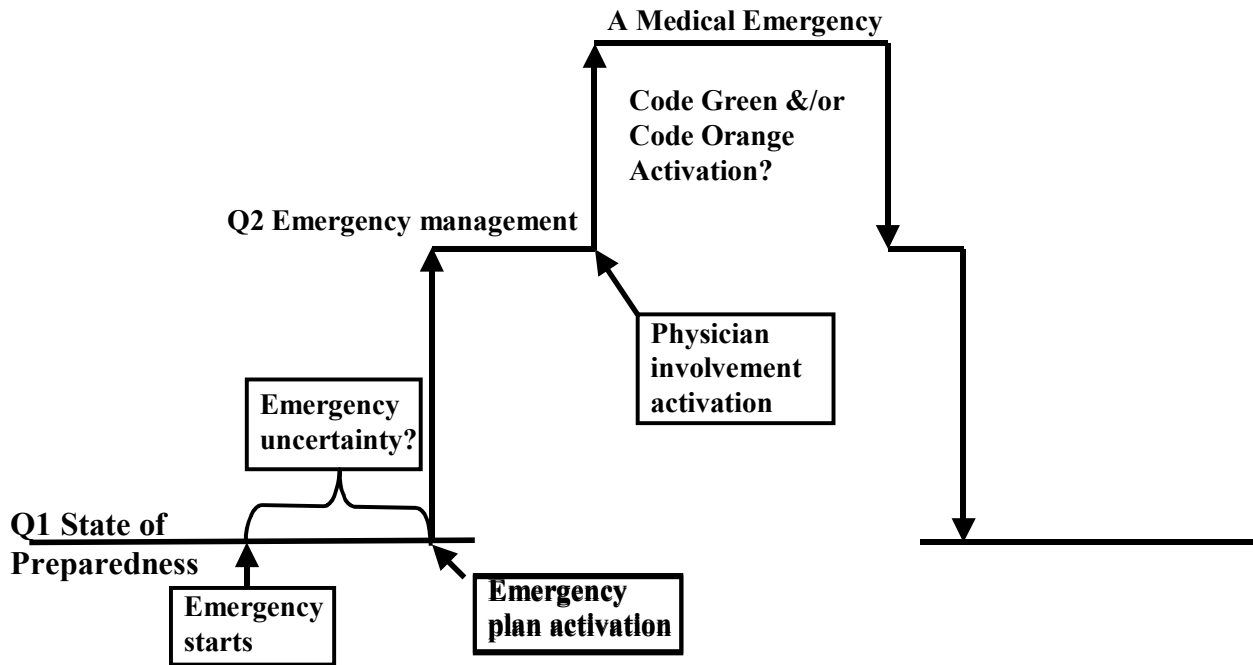 A Medical Emergency
Code Green &/or
Code Orange
Activation?
Q2 Emergency management
Physician
involvement
activation
Emergency
uncertainty?
Q1 State of
Preparedness
Emergency
starts
Emergency
plan activation